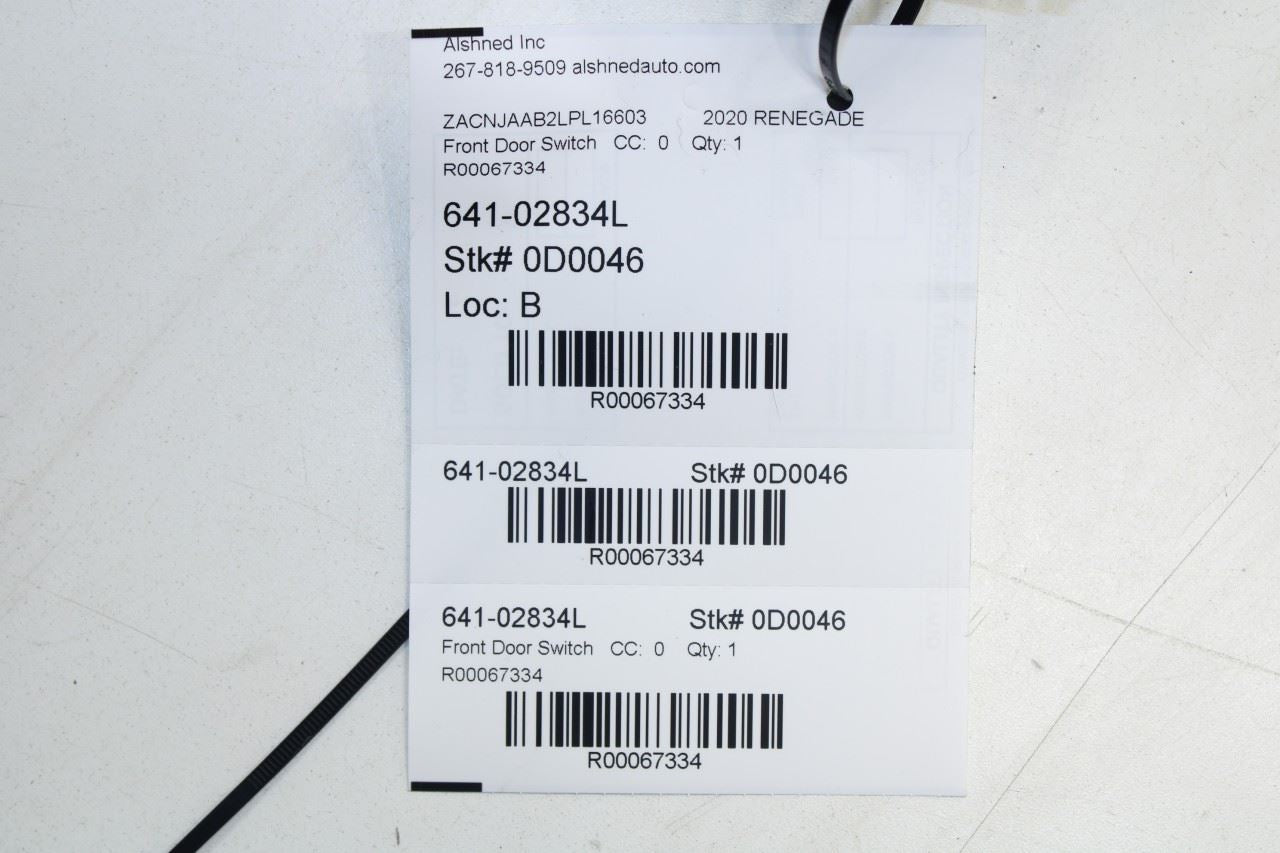 Alshned Inc
267-818-9509 alshnedauto.com
ZACNJAAB2LPL16603 2020 RENEGADE
Front Door Switch CC: 0 Qty: 1
R00067334
641-02834L
Stk# 0D0046
Loc: B
R00067334
641-02834L Stk# 0D0046
R00067334
641-02834L Stk# 0D0046
Front Door Switch CC: 0 Qty: 1
R00067334
R00067334